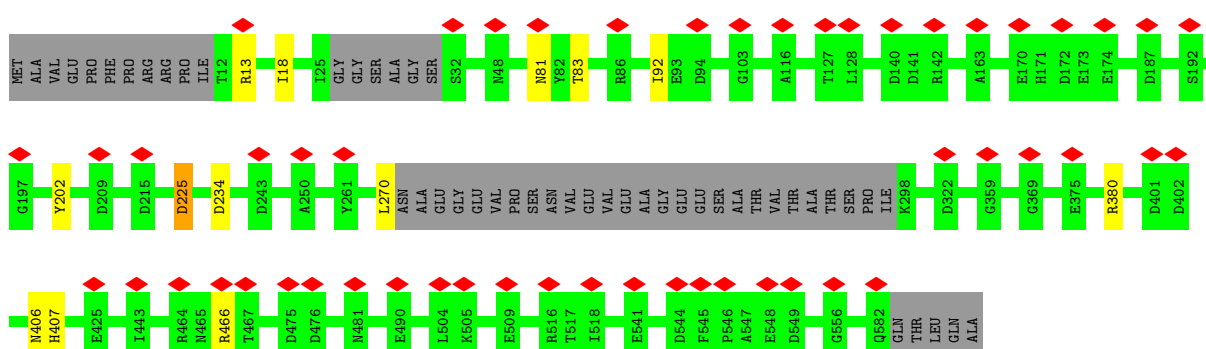 MET ALA VAL GLU PRO PHE PRO ARG ARG PRO ILE T12 R13 I18 I25 GLY GLY SER ALA GLY SER S32 N48 N81 Y82 T83 R86 I92 E93 D94 G103 A116 T127 L128 D140 D141 R142 A163 E170 H171 D172 E173 E174 D187 S192
G197 Y202 D209 D215 D225 D234 D243 A250 Y261 L270 ASN ALA GLU GLY GLU VAL PRO SER ASN VAL GLU VAL GLU ALA GLY GLU GLU SER ALA THR VAL THR ALA THR SER PRO ILE K298 D322 G359 G369 E375 R380 D401 D402
N406 H407 E425 I443 R464 N465 R466 T467 D475 D476 N481 E490 L504 K505 E509 R516 T517 I518 E541 D544 F545 P546 A547 E548 D549 G556 Q582 GLN THR LEU GLN ALA